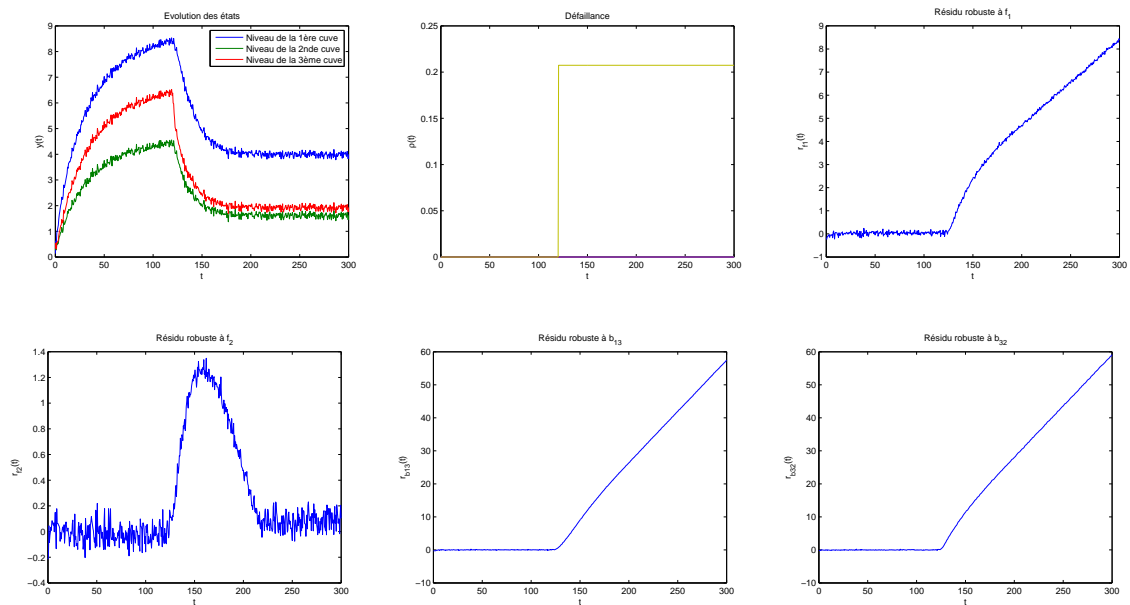 Evolution des états
9
8
7
6
5
4
3
2
1
0
y(t)
0 50 100 150 200 250 300
t
Niveau de la 1ère cuve
Niveau de la 2nde cuve
Niveau de la 3ème cuve
Défaillance
0.25
0.2
0.15
0.1
0.05
0
ρ(t)
0 50 100 150 200 250 300
t
Résidu robuste à f1
9
8
7
6
5
4
3
2
1
0
−1
rf1(t)
0 50 100 150 200 250 300
t
Résidu robuste à f2
1.4
1.2
1
0.8
0.6
0.4
0.2
0
−0.2
−0.4
rf2(t)
0 50 100 150 200 250 300
t
Résidu robuste à b13
60
50
40
30
20
10
0
−10
rb13(t)
0 50 100 150 200 250 300
t
Résidu robuste à b32
60
50
40
30
20
10
0
−10
rb32(t)
0 50 100 150 200 250 300
t